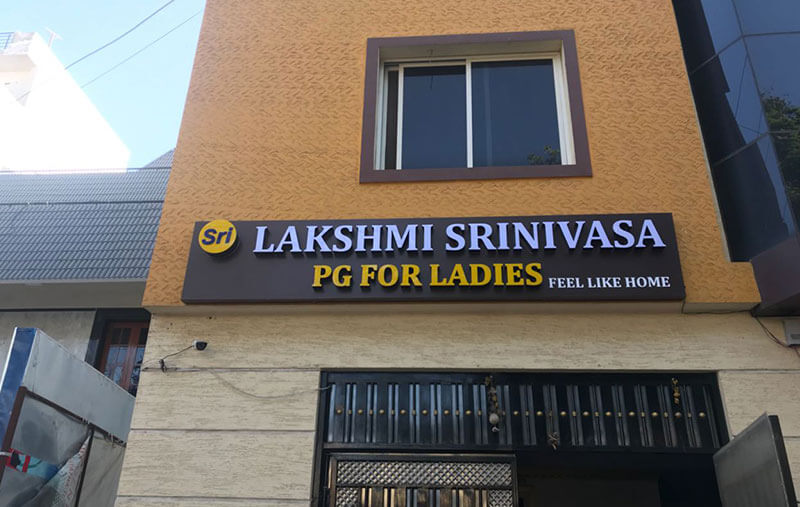 Sri LAKSHMI SRINIVASA
PG FOR LADIES FEEL LIKE HOME